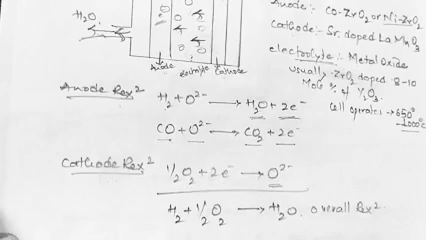 Anode:- CO-ZrO2 or Ni-ZrO2
Cathode:- Sr. doped LaMnO3
electrolyte:- Metal Oxide
usually ZrO2 doped 8-10
Mole % of Y2O3.
Cell operates → 650°
-1000°C
H2O
O
O
O
O
Anode
electrolyte
Cathode
Anode Rex²
H2 + O²⁻ ⟶ H2O + 2e⁻
CO + O²⁻ ⟶ CO2 + 2e⁻
Cathode Rex²
1/2 O2 + 2e⁻ ⟶ O²⁻
H2 + 1/2 O2 ⟶ H2O. overall Rex².